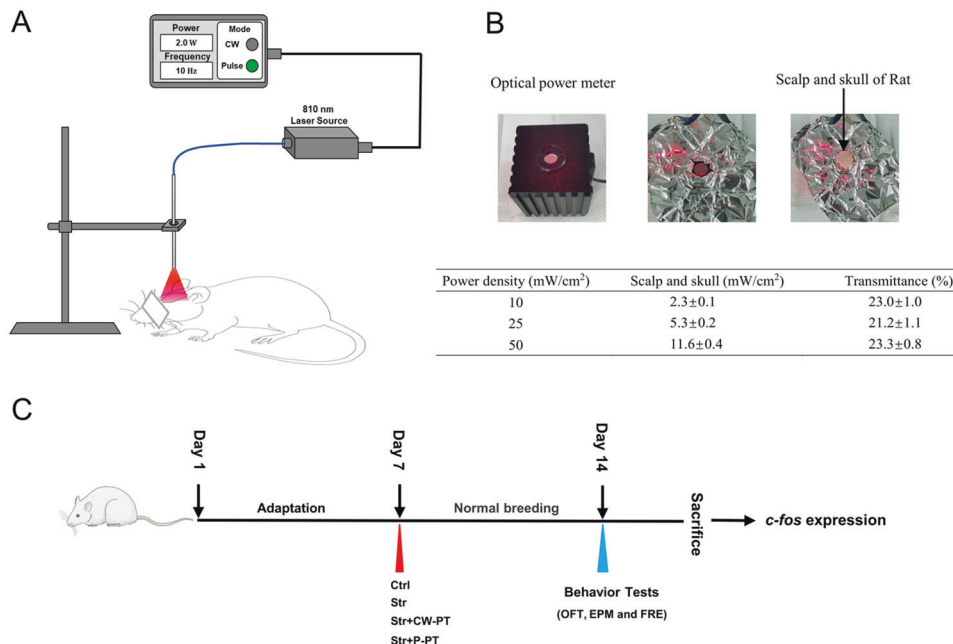 A
Power
2.0 W
Frequency
10 Hz
Mode
CW
Pulse
810 nm
Laser Source
B
Optical power meter
Scalp and skull of Rat
Power density (mW/cm²) Scalp and skull (mW/cm²) Transmittance (%)
10 2.3±0.1 23.0±1.0
25 5.3±0.2 21.2±1.1
50 11.6±0.4 23.3±0.8
C
Day 1
Day 7
Day 14
Adaptation
Normal breeding
Sacrifice
c-fos expression
Ctrl
Str
Str+CW-PT
Str+P-PT
Behavior Tests
(OFT, EPM and FRE)